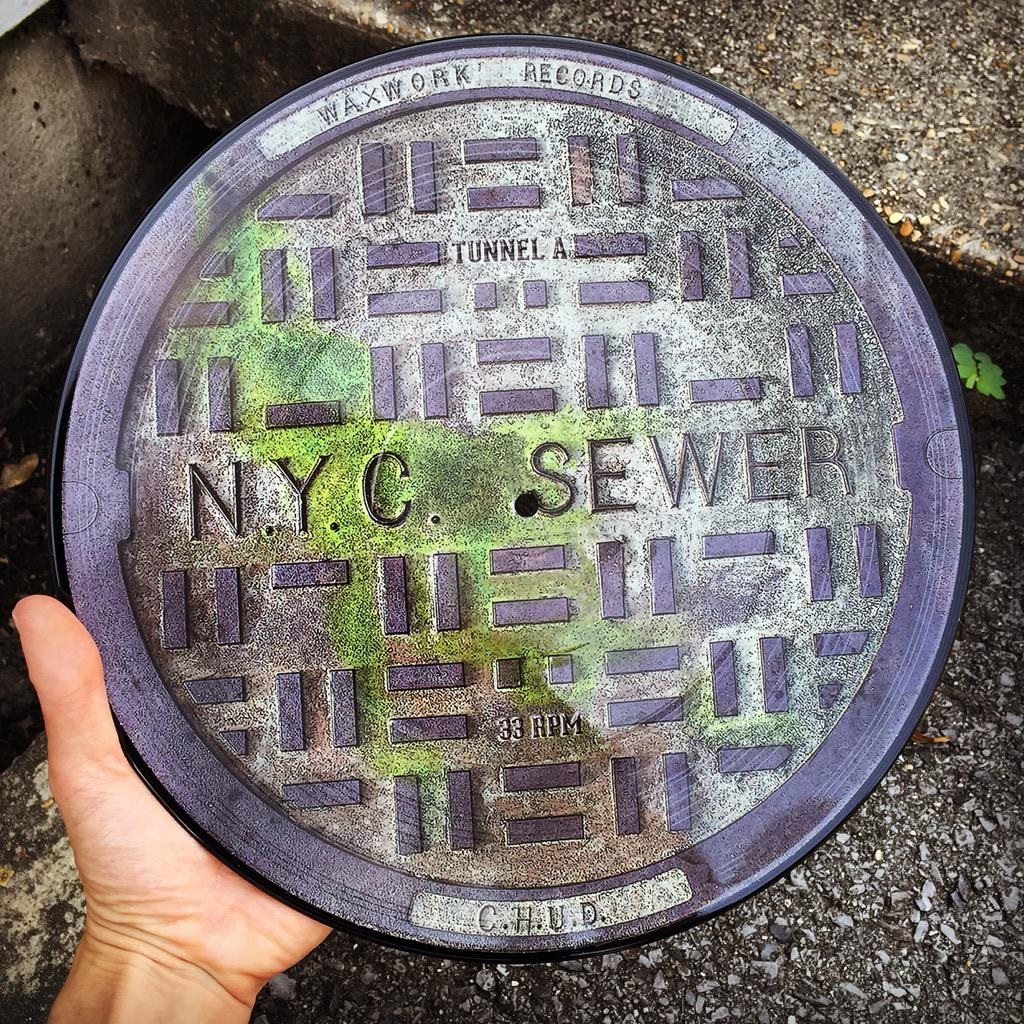 WAXWORK RECORDS
TUNNEL A
N.Y.C. SEWER
33 RPM
C.H.U.D.